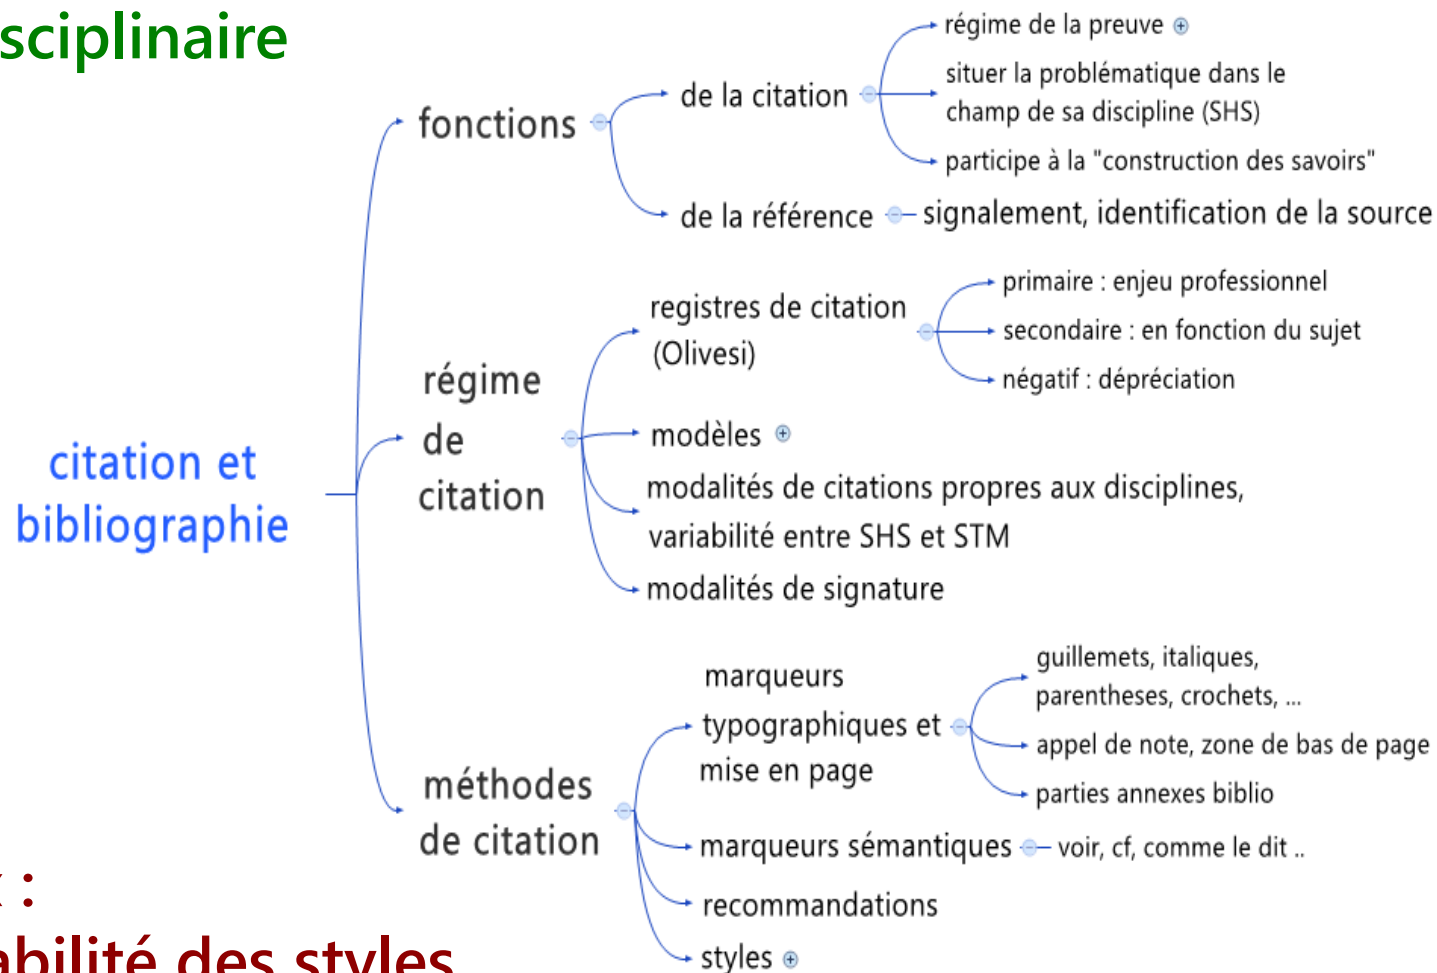 sciplinaire
citation et
bibliographie
fonctions
de la citation
régime de la preuve
situer la problématique dans le
champ de sa discipline (SHS)
participe à la "construction des savoirs"
de la référence
signalement, identification de la source
régime
de
citation
registres de citation
(Olivesi)
primaire : enjeu professionnel
secondaire : en fonction du sujet
négatif : dépréciation
modèles
modalités de citations propres aux disciplines,
variabilité entre SHS et STM
modalités de signature
méthodes
de citation
marqueurs
typographiques et
mise en page
guillemets, italiques,
parentheses, crochets, ...
appel de note, zone de bas de page
parties annexes biblio
marqueurs sémantiques
voir, cf, comme le dit ..
recommandations
styles
:
abilité des styles